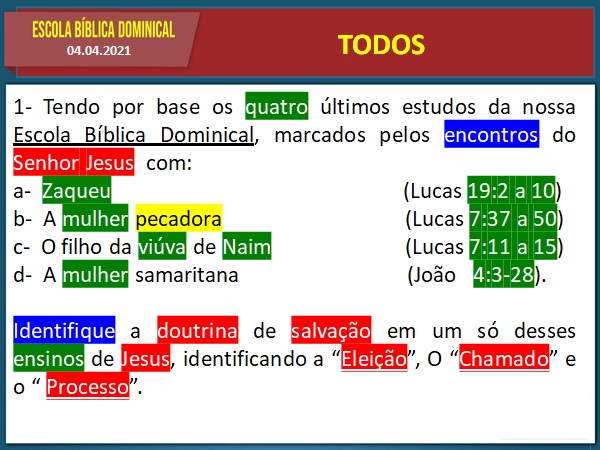 ESCOLA BÍBLICA DOMINICAL
04.04.2021
TODOS
1- Tendo por base os quatro últimos estudos da nossa
Escola Bíblica Dominical, marcados pelos encontros do
Senhor Jesus com:
a- Zaqueu (Lucas 19:2 a 10)
b- A mulher pecadora (Lucas 7:37 a 50)
c- O filho da viúva de Naim (Lucas 7:11 a 15)
d- A mulher samaritana (João 4:3-28).
Identifique a doutrina de salvação em um só desses
ensinos de Jesus, identificando a “Eleição”, O “Chamado” e
o “ Processo”.